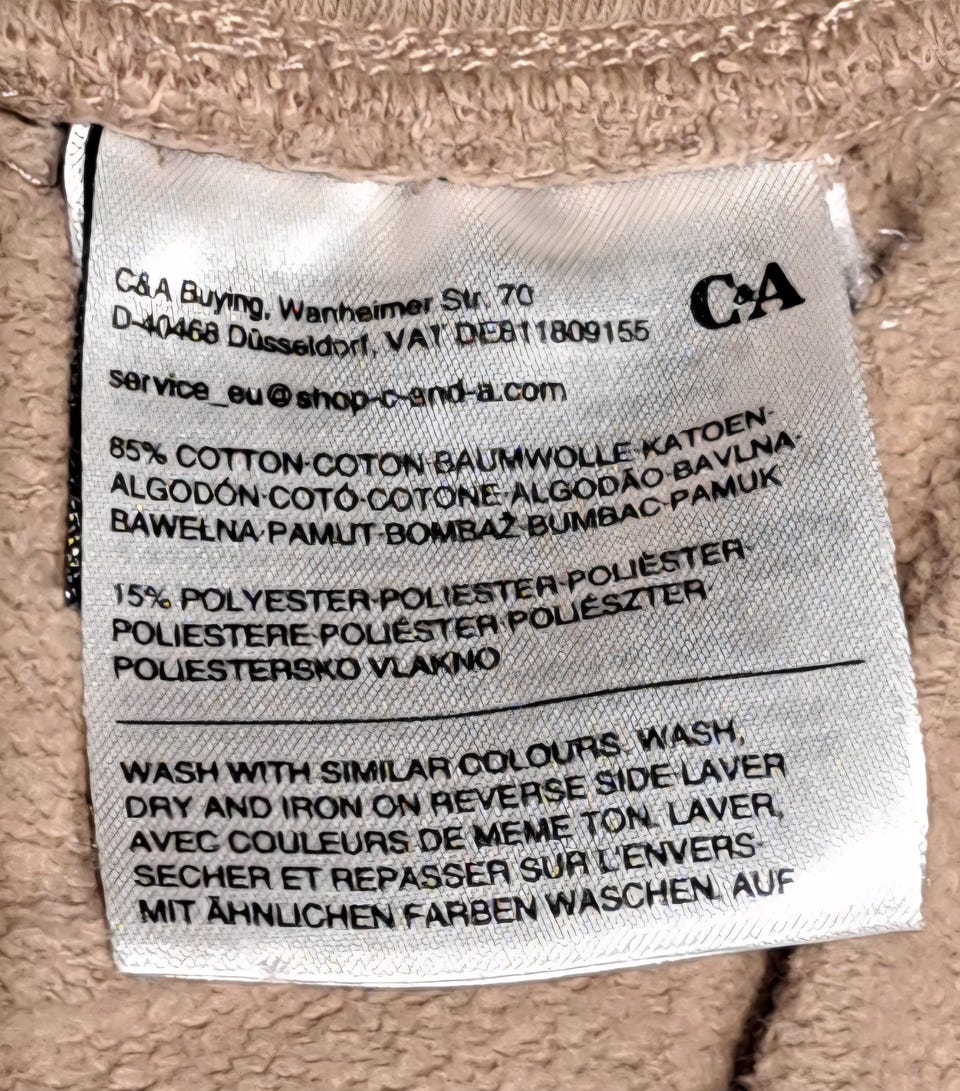 C&A Buying, Wanheimer Str. 70
D-40468 Düsseldorf, VAT DE811809155
C&A
service_eu@shop-c-and-a.com
85% COTTON·COTON·BAUMWOLLE·KATOEN·
ALGODÓN·COTÓ·COTONE·ALGODÃO·BAVLNA·
BAWEŁNA·PAMUT·BOMBAŽ·BUMBAC·PAMUK
15% POLYESTER·POLIESTER·POLIÈSTER·
POLIESTERE·POLIÉSTER·POLIÉSZTER·
POLIESTERSKO VLAKNO
WASH WITH SIMILAR COLOURS. WASH,
DRY AND IRON ON REVERSE SIDE·LAVER
AVEC COULEURS DE MEME TON. LAVER,
SECHER ET REPASSER SUR L'ENVERS·
MIT ÄHNLICHEN FARBEN WASCHEN. AUF